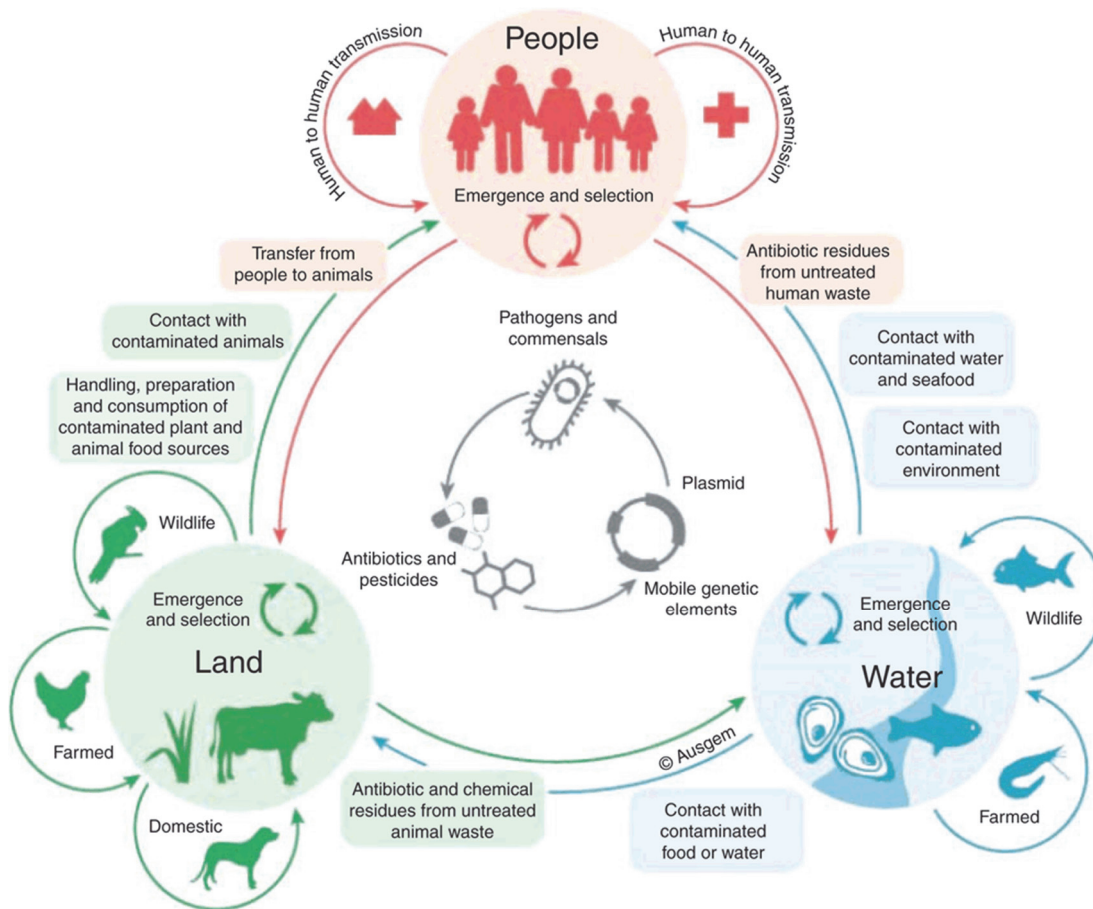 People
Human to human transmission
Human to human transmission
Emergence and selection
Transfer from
people to animals
Antibiotic residues
from untreated
human waste
Contact with
contaminated animals
Pathogens and
commensals
Contact with
contaminated water
and seafood
Handling, preparation
and consumption of
contaminated plant and
animal food sources
Contact with
contaminated
environment
Plasmid
Wildlife
Antibiotics and
pesticides
Mobile genetic
elements
Emergence
and selection
Land
Farmed
Domestic
Emergence
and selection
Water
Wildlife
Farmed
© Ausgem
Antibiotic and chemical
residues from untreated
animal waste
Contact with
contaminated
food or water